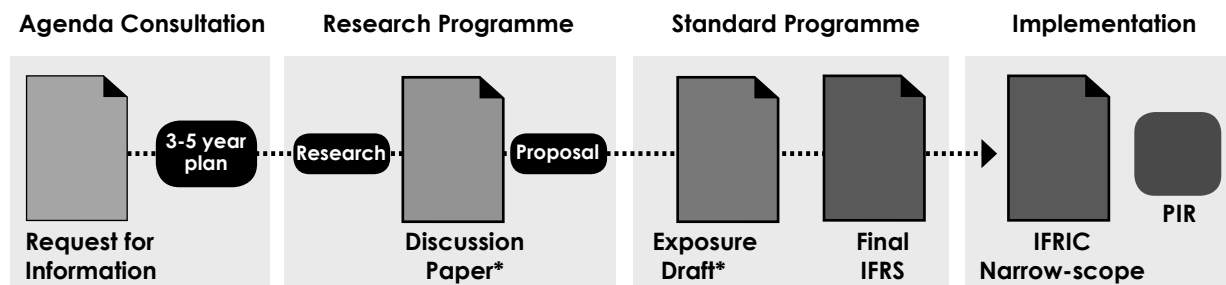 Agenda Consultation
Research Programme
Standard Programme
Implementation
3-5 year
plan
Research
Proposal
Request for
Information
Discussion
Paper*
Exposure
Draft*
Final
IFRS
IFRIC
Narrow-scope
PIR